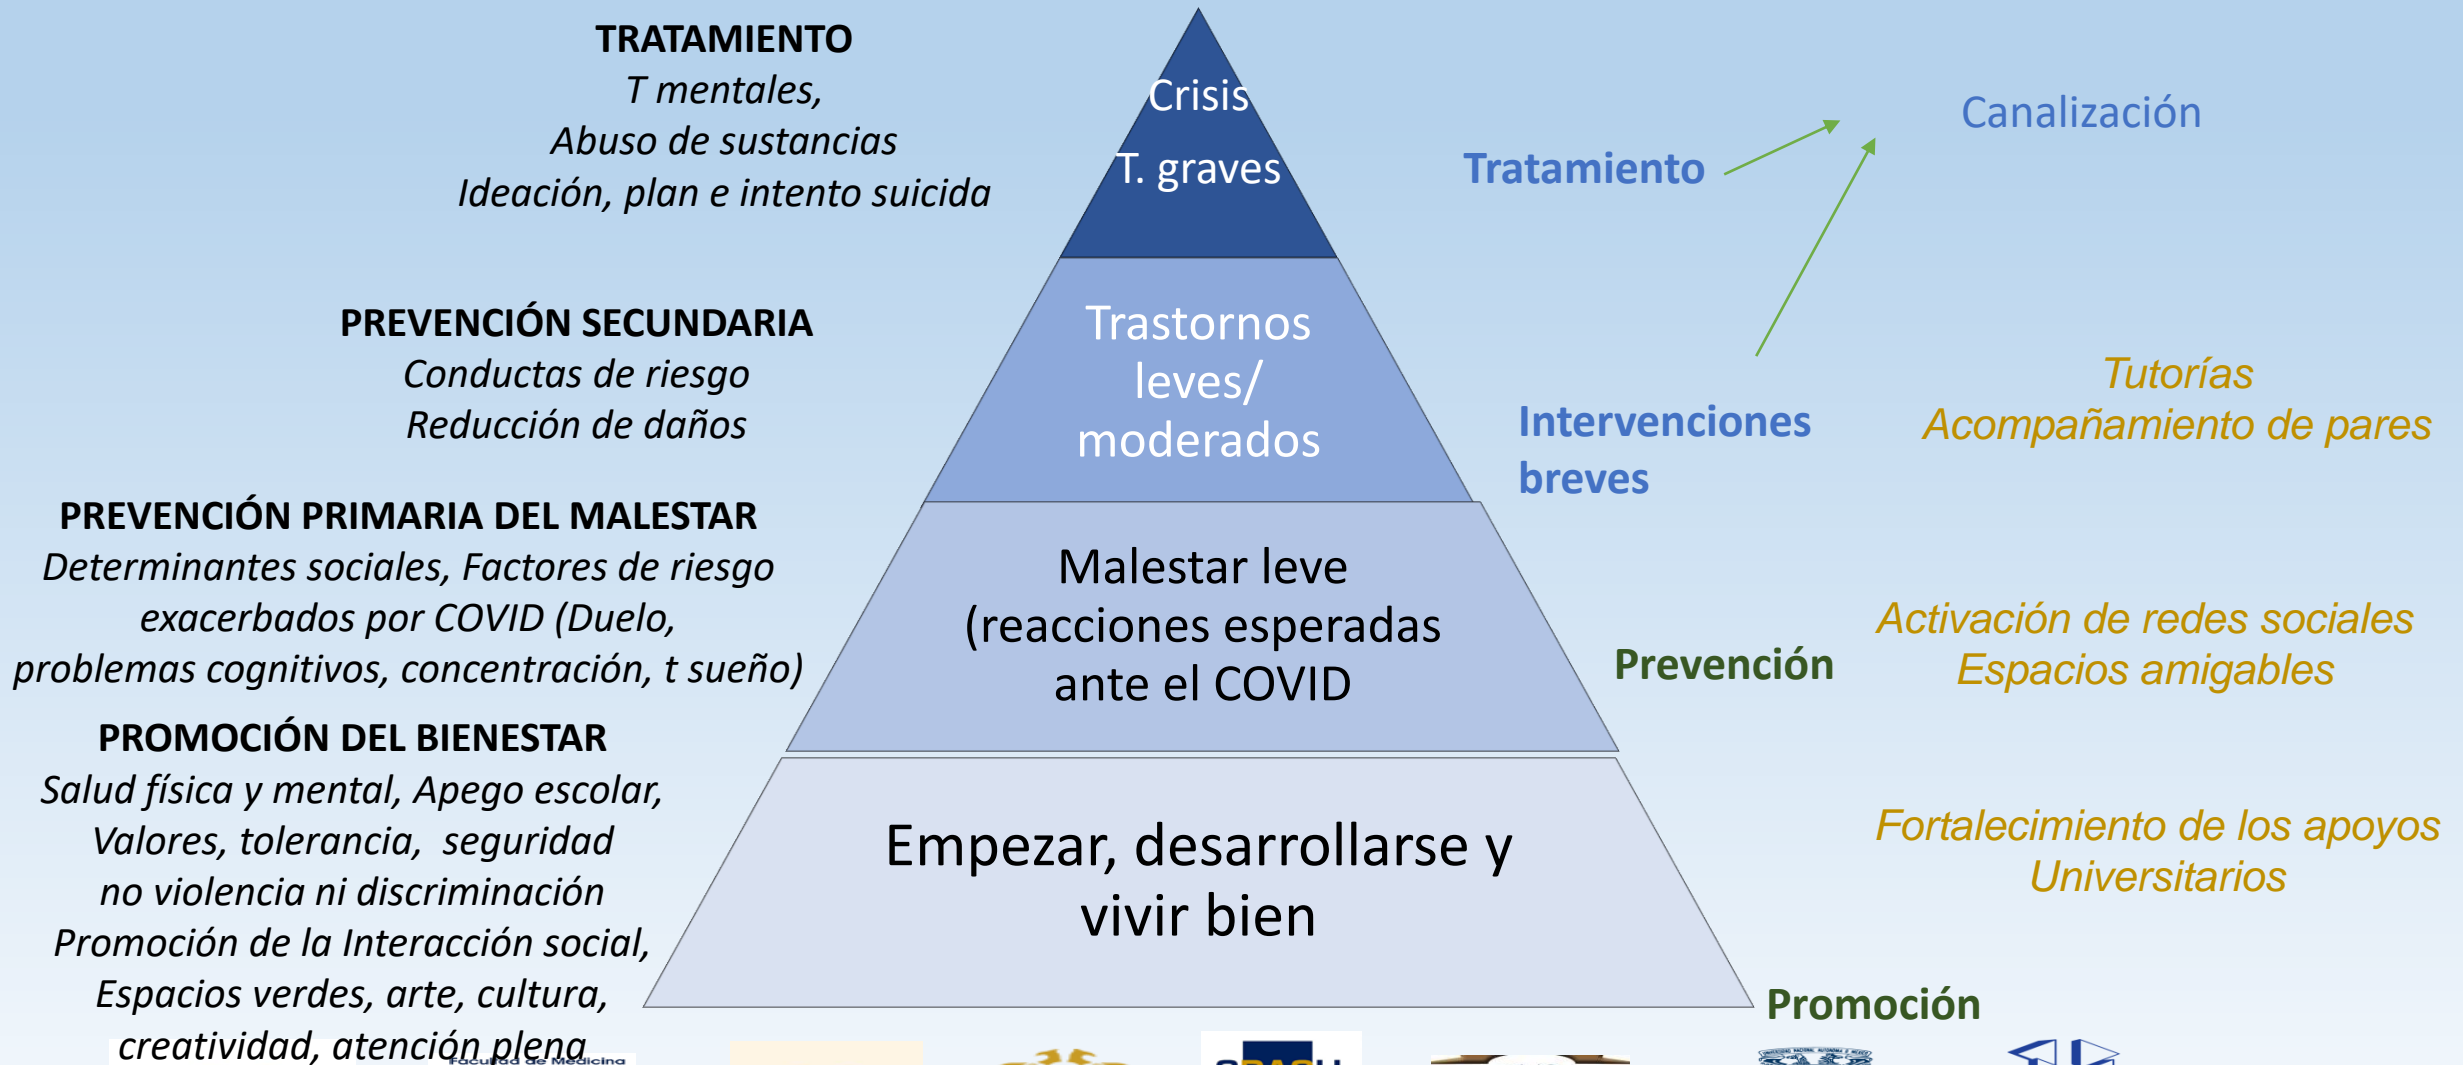 TRATAMIENTO
T mentales,
Abuso de sustancias
Ideación, plan e intento suicida
PREVENCIÓN SECUNDARIA
Conductas de riesgo
Reducción de daños
PREVENCIÓN PRIMARIA DEL MALESTAR
Determinantes sociales, Factores de riesgo
exacerbados por COVID (Duelo,
problemas cognitivos, concentración, t sueño)
PROMOCIÓN DEL BIENESTAR
Salud física y mental, Apego escolar,
Valores, tolerancia, seguridad
no violencia ni discriminación
Promoción de la Interacción social,
Espacios verdes, arte, cultura,
creatividad, atención plena
Crisis
T. graves
Trastornos
leves/
moderados
Malestar leve
(reacciones esperadas
ante el COVID
Empezar, desarrollarse y
vivir bien
Tratamiento
Canalización
Intervenciones
breves
Tutorías
Acompañamiento de pares
Prevención
Activación de redes sociales
Espacios amigables
Fortalecimiento de los apoyos
Universitarios
Promoción
Facultad de Medicina